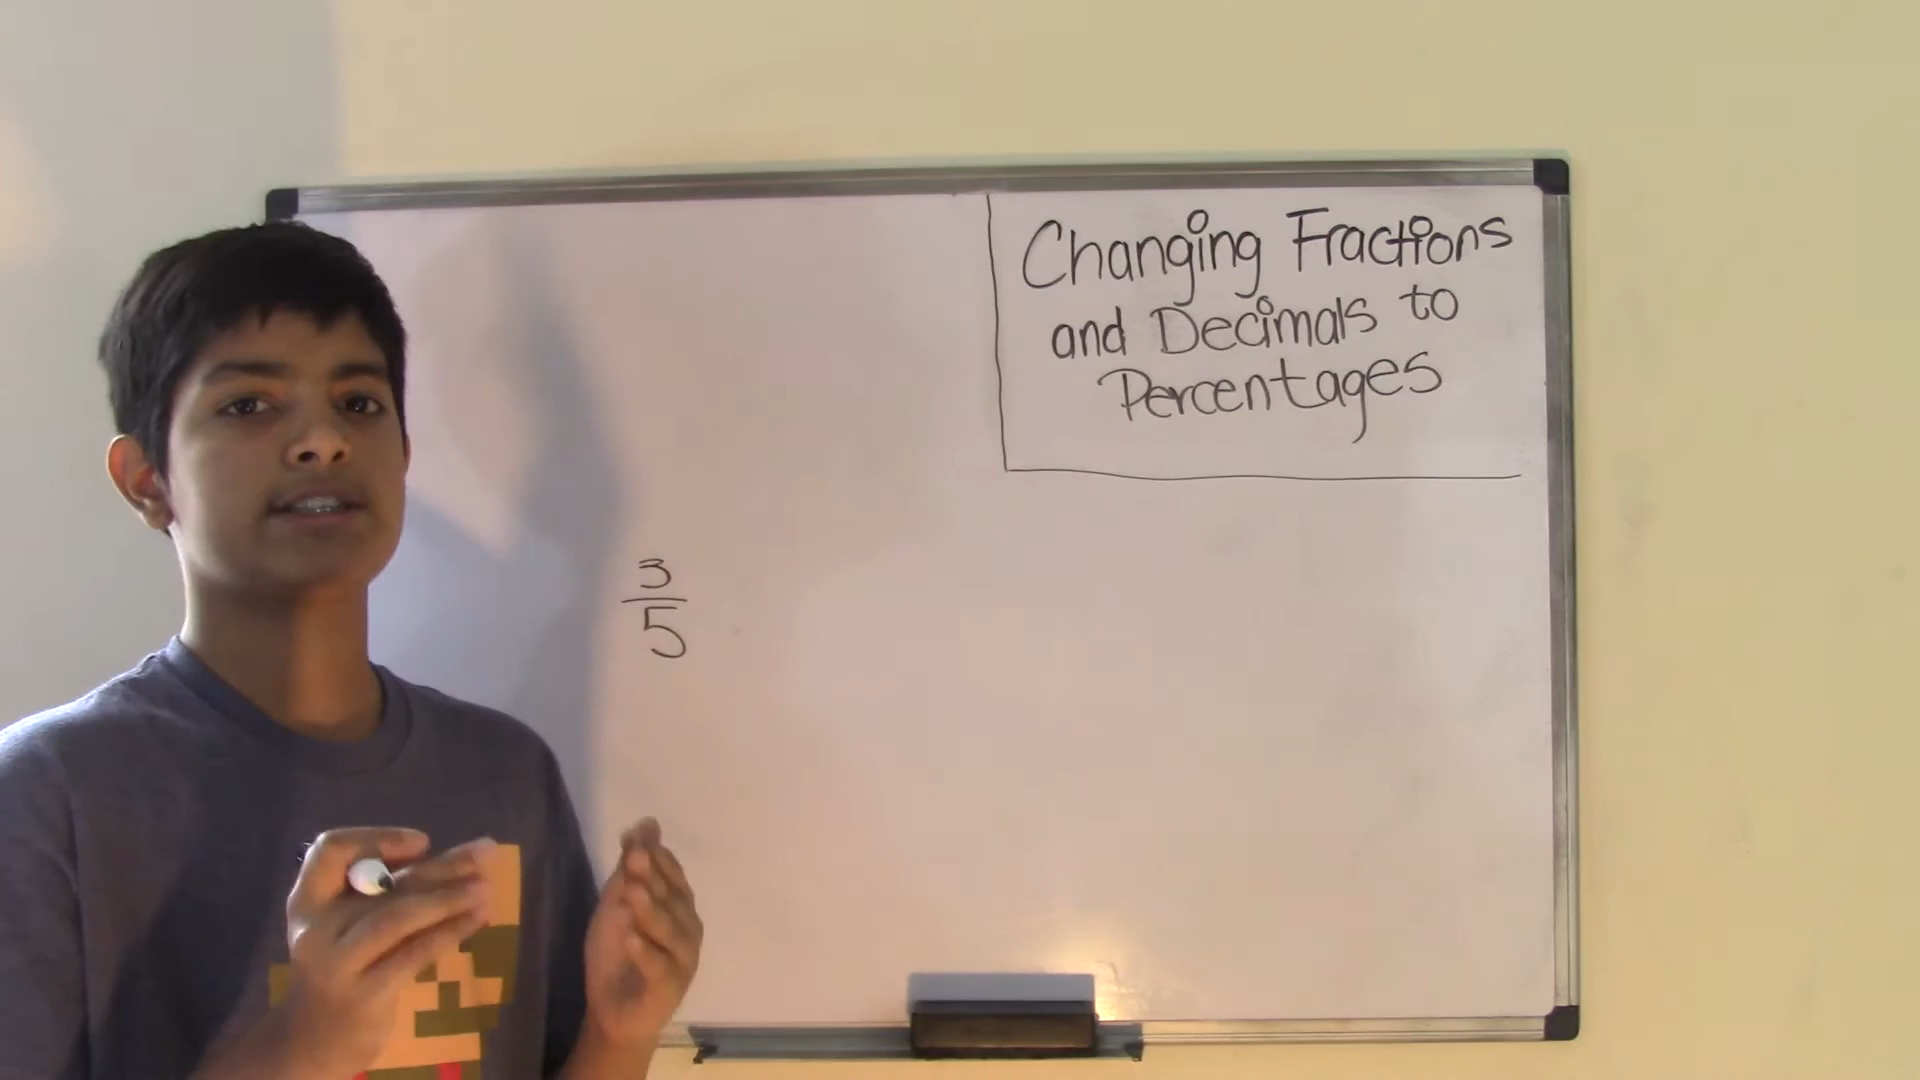 Changing Fractions
and Decimals to
Percentages
3
5